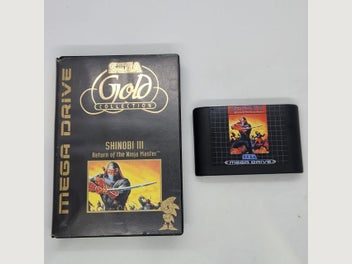 MEGA DRIVE
SEGA
Gold
COLLECTION
SHINOBI III
Return of the Ninja Master
SEGA
MEGA DRIVE